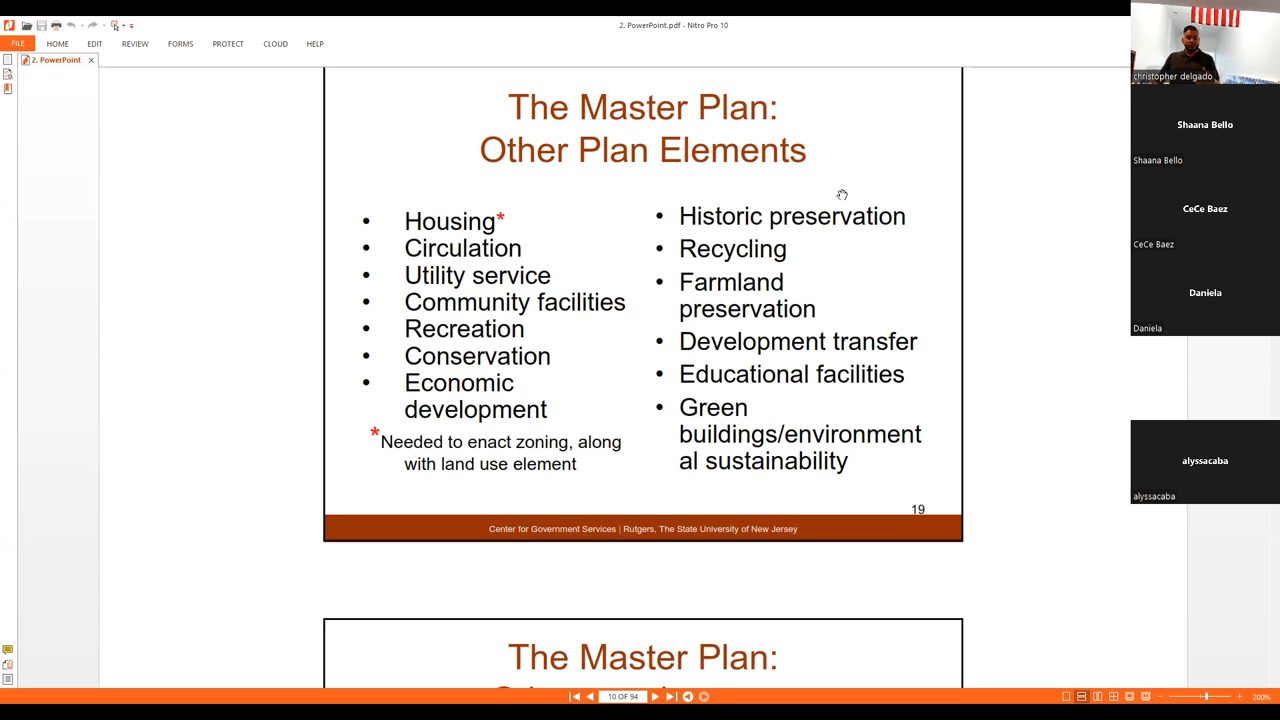 2. PowerPoint.pdf - Nitro Pro 10
FILE HOME EDIT REVIEW FORMS PROTECT CLOUD HELP
2. PowerPoint
The Master Plan:
Other Plan Elements
• Housing*
• Circulation
• Utility service
• Community facilities
• Recreation
• Conservation
• Economic
development
*Needed to enact zoning, along
with land use element
• Historic preservation
• Recycling
• Farmland
preservation
• Development transfer
• Educational facilities
• Green
buildings/environment
al sustainability
19
Center for Government Services | Rutgers, The State University of New Jersey
The Master Plan:
10 OF 94
200%
christopher delgado
Shaana Bello
Shaana Bello
CeCe Baez
CeCe Baez
Daniela
Daniela
alyssacaba
alyssacaba